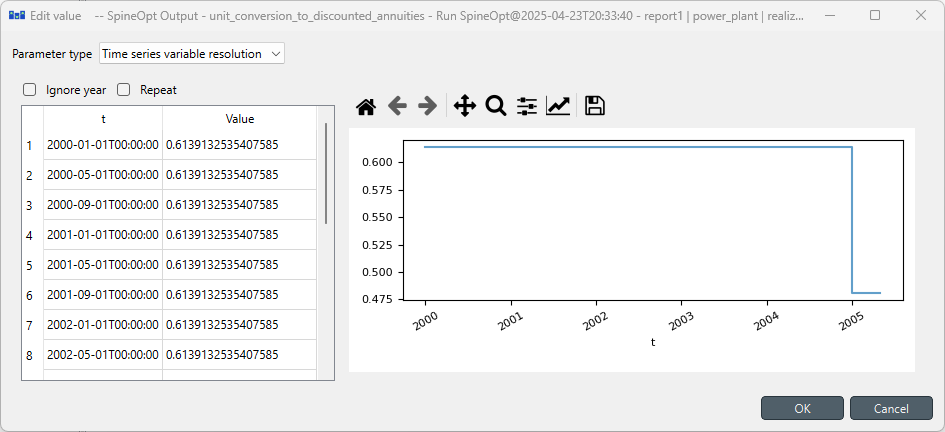 Edit value -- SpineOpt Output - unit_conversion_to_discounted_annuities - Run SpineOpt@2025-04-23T20:33:40 - report1 | power_plant | realiz...
Parameter type Time series variable resolution
Ignore year Repeat
t Value
1 2000-01-01T00:00:00 0.6139132535407585
2 2000-05-01T00:00:00 0.6139132535407585
3 2000-09-01T00:00:00 0.6139132535407585
4 2001-01-01T00:00:00 0.6139132535407585
5 2001-05-01T00:00:00 0.6139132535407585
6 2001-09-01T00:00:00 0.6139132535407585
7 2002-01-01T00:00:00 0.6139132535407585
8 2002-05-01T00:00:00 0.6139132535407585
0.600
0.575
0.550
0.525
0.500
0.475
2000 2001 2002 2003 2004 2005
t
OK Cancel